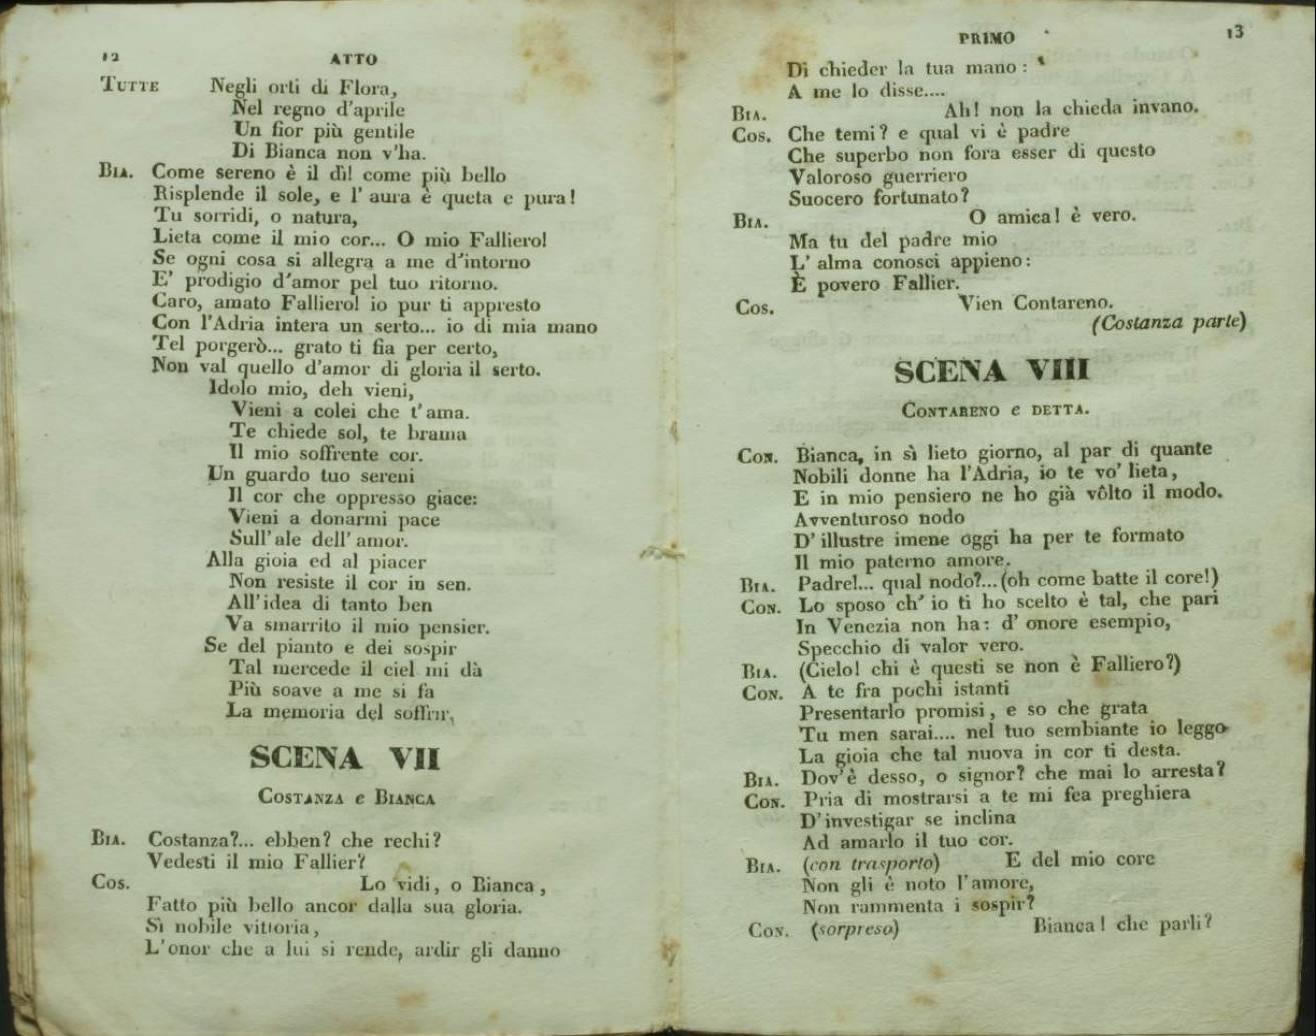 12
ATTO
TUTTE Negli orti di Flora,
Nel regno d'aprile
Un fior più gentile
Di Bianca non v'ha.
BIA. Come sereno è il dì! come più bello
Risplende il sole, e l' aura è queta e pura!
Tu sorridi, o natura,
Lieta come il mio cor... O mio Falliero!
Se ogni cosa si allegra a me d'intorno
E' prodigio d'amor pel tuo ritorno.
Caro, amato Falliero! io pur ti appresto
Con l'Adria intera un serto... io di mia mano
Tel porgerò... grato ti fia per certo,
Non val quello d'amor di gloria il serto.
Idolo mio, deh vieni,
Vieni a colei che t'ama.
Te chiede sol, te brama
Il mio soffrente cor.
Un guardo tuo sereni
Il cor che oppresso giace:
Vieni a donarmi pace
Sull'ale dell'amor.
Alla gioia ed al piacer
Non resiste il cor in sen.
All'idea di tanto ben
Va smarrito il mio pensier.
Se del pianto e dei sospir
Tal mercede il ciel mi dà
Più soave a me si fa
La memoria del soffrir.
SCENA VII
COSTANZA e BIANCA
BIA. Costanza?... ebben? che rechi?
Vedesti il mio Fallier?
COS. Lo vidi, o Bianca,
Fatto più bello ancor dalla sua gloria.
Sì nobile vittoria,
L'onor che a lui si rende, ardir gli danno
PRIMO
13
Di chieder la tua mano:
A me lo disse....
BIA. Ah! non la chieda invano.
COS. Che temi? e qual vi è padre
Che superbo non fora esser di questo
Valoroso guerriero
Suocero fortunato?
BIA. O amica! è vero.
Ma tu del padre mio
L' alma conosci appieno:
È povero Fallier.
COS. Vien Contareno.
(Costanza parte)
SCENA VIII
CONTARENO e DETTA.
CON. Bianca, in sì lieto giorno, al par di quante
Nobili donne ha l'Adria, io te vo' lieta,
E in mio pensiero ne ho già vôlto il modo.
Avventuroso nodo
D' illustre imene oggi ha per te formato
Il mio paterno amore.
BIA. Padre!... qual nodo?...(oh come batte il core!)
CON. Lo sposo ch' io ti ho scelto è tal, che pari
In Venezia non ha: d' onore esempio,
Specchio di valor vero.
BIA. (Cielo! chi è questi se non è Falliero?)
CON. A te fra pochi istanti
Presentarlo promisi, e so che grata
Tu men sarai.... nel tuo sembiante io leggo
La gioia che tal nuova in cor ti desta.
BIA. Dov'è desso, o signor? che mai lo arresta?
CON. Pria di mostrarsi a te mi fea preghiera
D'investigar se inclina
Ad amarlo il tuo cor.
BIA. (con trasporto) E del mio core
Non gli è noto l'amore,
Non rammenta i sospir?
CON. (sorpreso) Bianca! che parli?